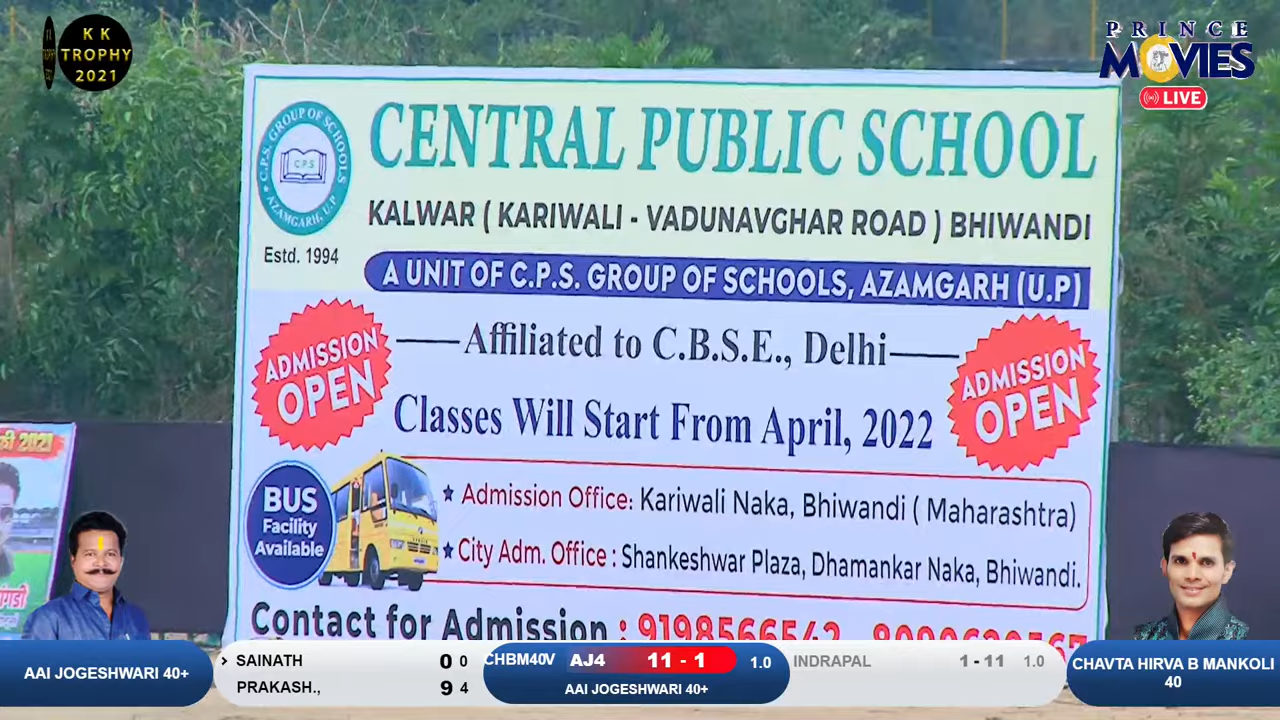 K K
TROPHY
2021
PRINCE
MOVIES
LIVE
C.P.S. GROUP OF SCHOOLS
C.P.S
AZAMGARH, U.P
Estd. 1994
CENTRAL PUBLIC SCHOOL
KALWAR ( KARIWALI - VADUNAVGHAR ROAD ) BHIWANDI
A UNIT OF C.P.S. GROUP OF SCHOOLS, AZAMGARH (U.P)
ADMISSION
OPEN
Affiliated to C.B.S.E., Delhi
ADMISSION
OPEN
Classes Will Start From April, 2022
BUS
Facility
Available
★ Admission Office: Kariwali Naka, Bhiwandi ( Maharashtra)
★ City Adm. Office : Shankeshwar Plaza, Dhamankar Naka, Bhiwandi.
Contact for Admission : 9198566542
2021
AAI JOGESHWARI 40+
› SAINATH 0 0
PRAKASH., 9 4
CHBM40V AJ4 11 - 1 1.0
AAI JOGESHWARI 40+
INDRAPAL 1 - 11 1.0
CHAVTA HIRVA B MANKOLI
40